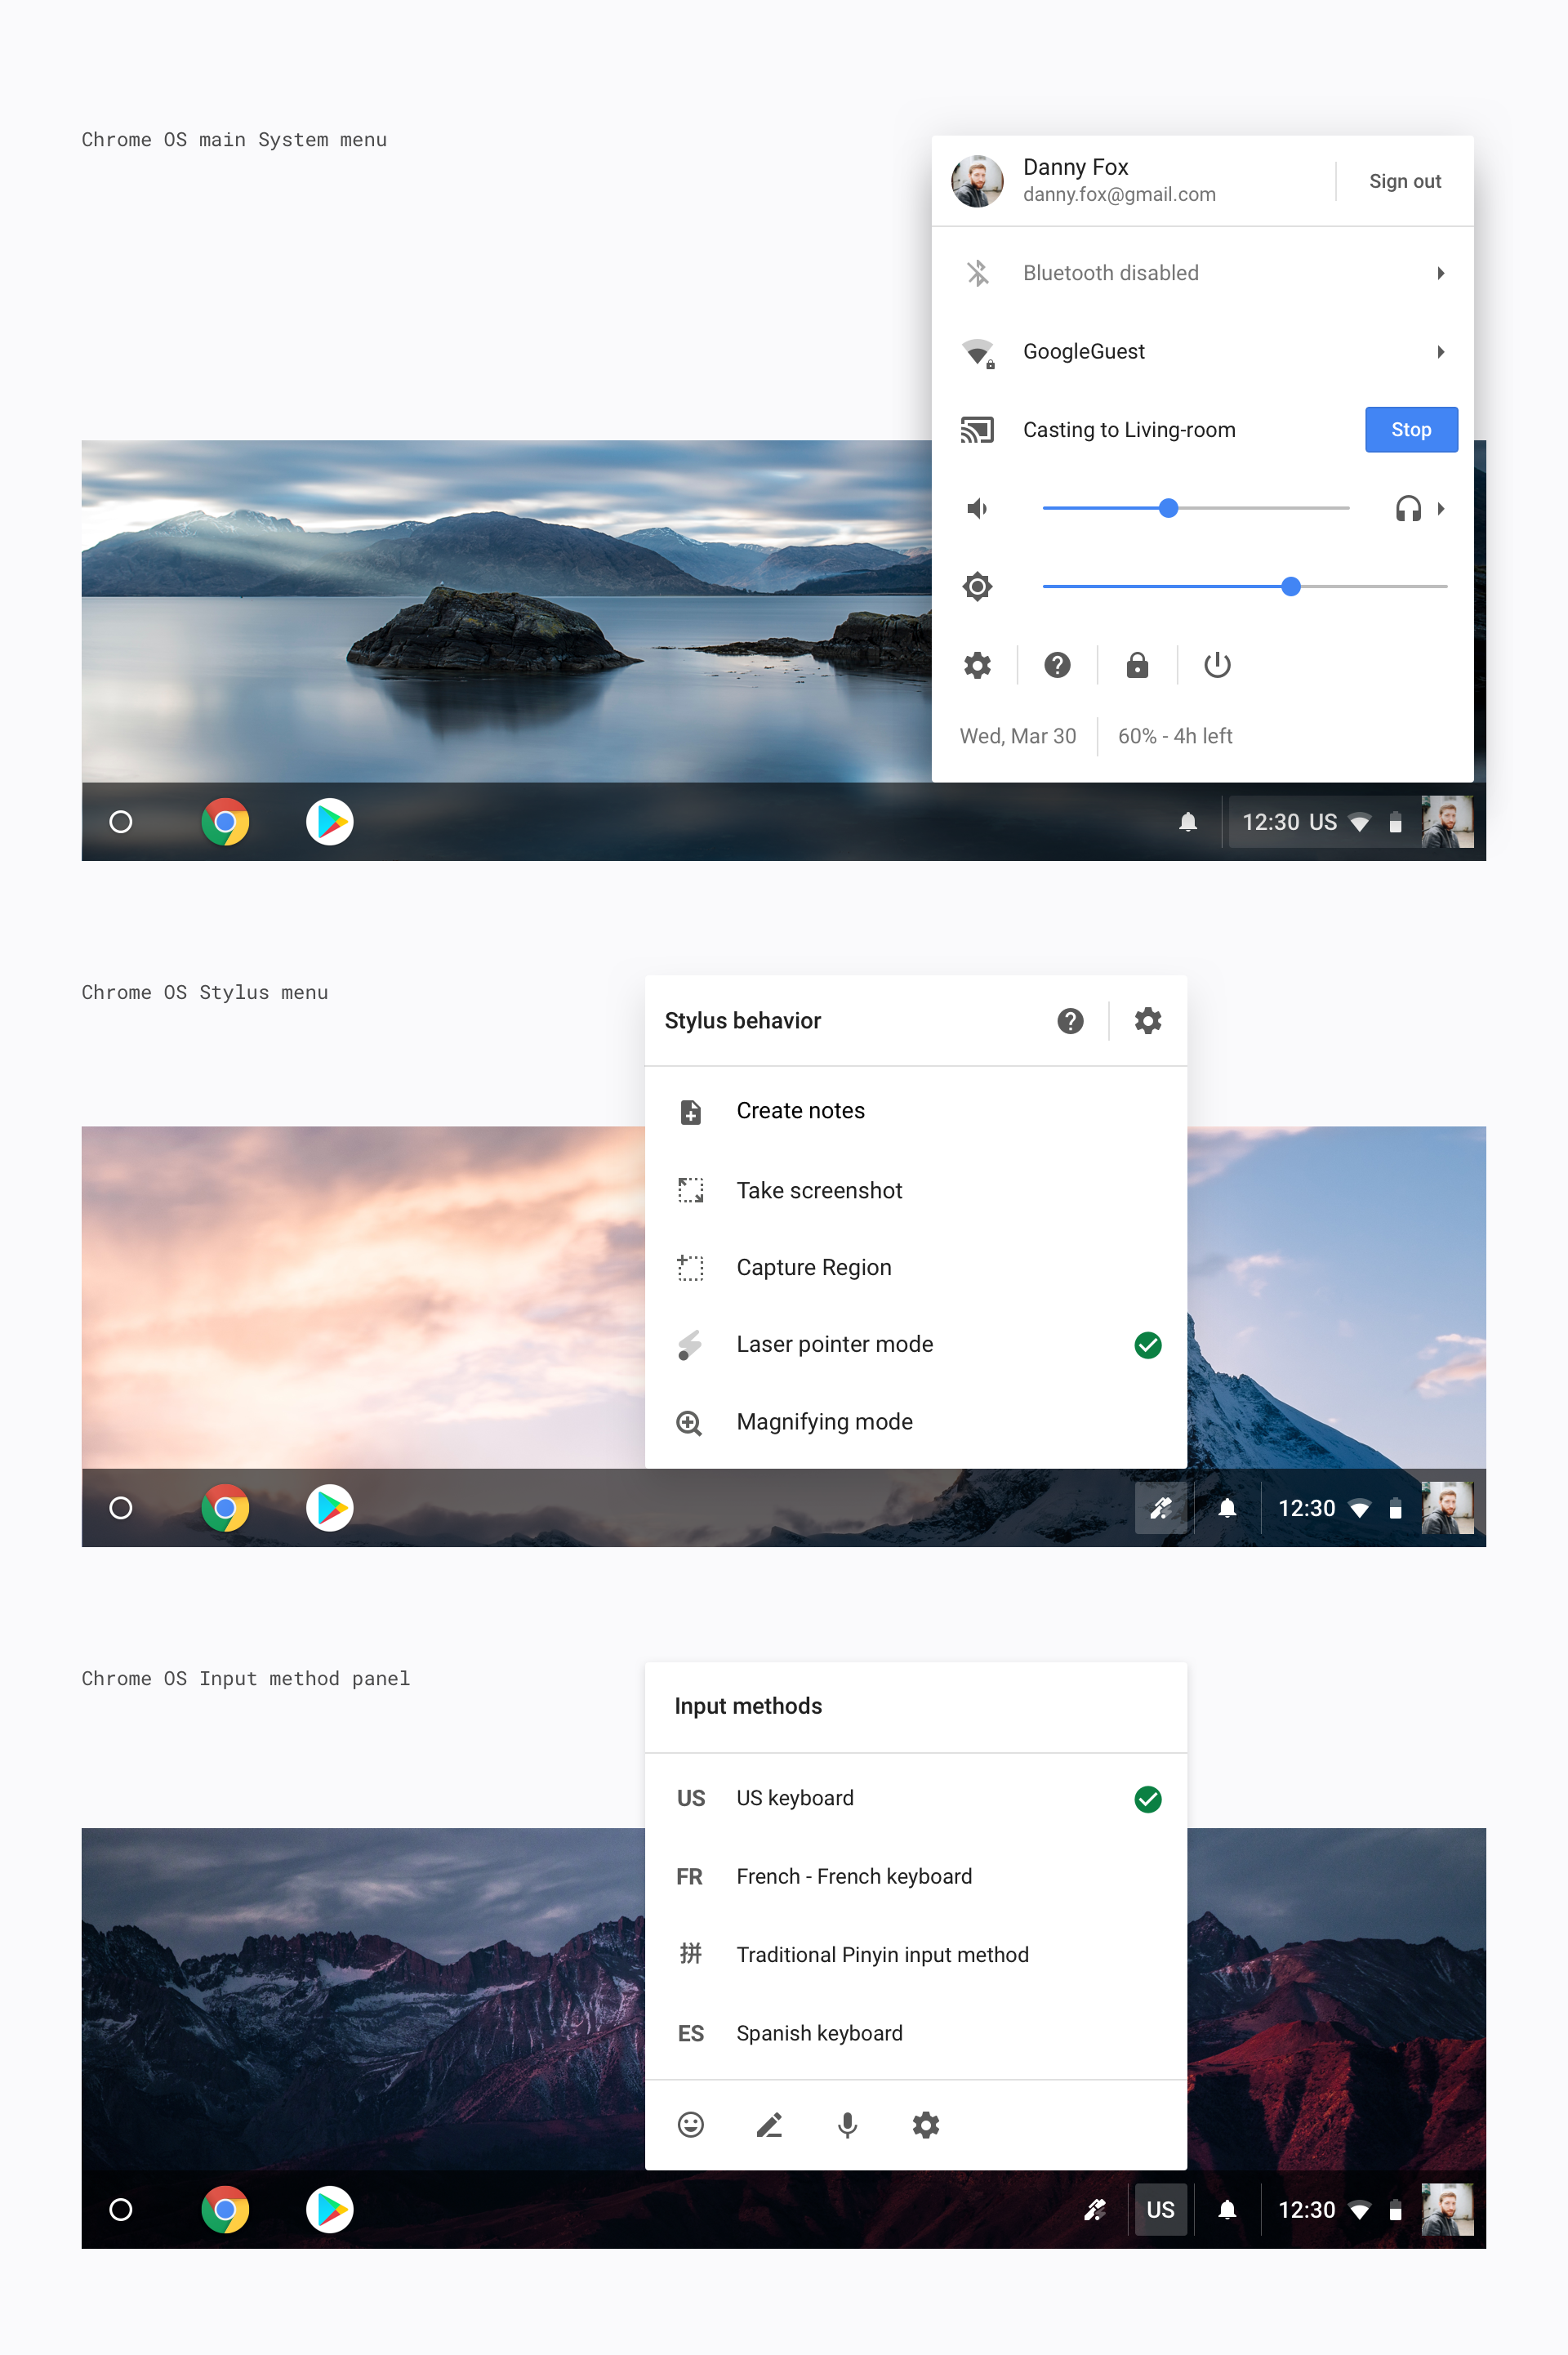 Chrome OS main System menu
Danny Fox
danny.fox@gmail.com
Sign out
Bluetooth disabled
GoogleGuest
Casting to Living-room
Stop
Wed, Mar 30
60% - 4h left
12:30 US
Chrome OS Stylus menu
Stylus behavior
Create notes
Take screenshot
Capture Region
Laser pointer mode
Magnifying mode
12:30
Chrome OS Input method panel
Input methods
US US keyboard
FR French - French keyboard
拼 Traditional Pinyin input method
ES Spanish keyboard
US 12:30